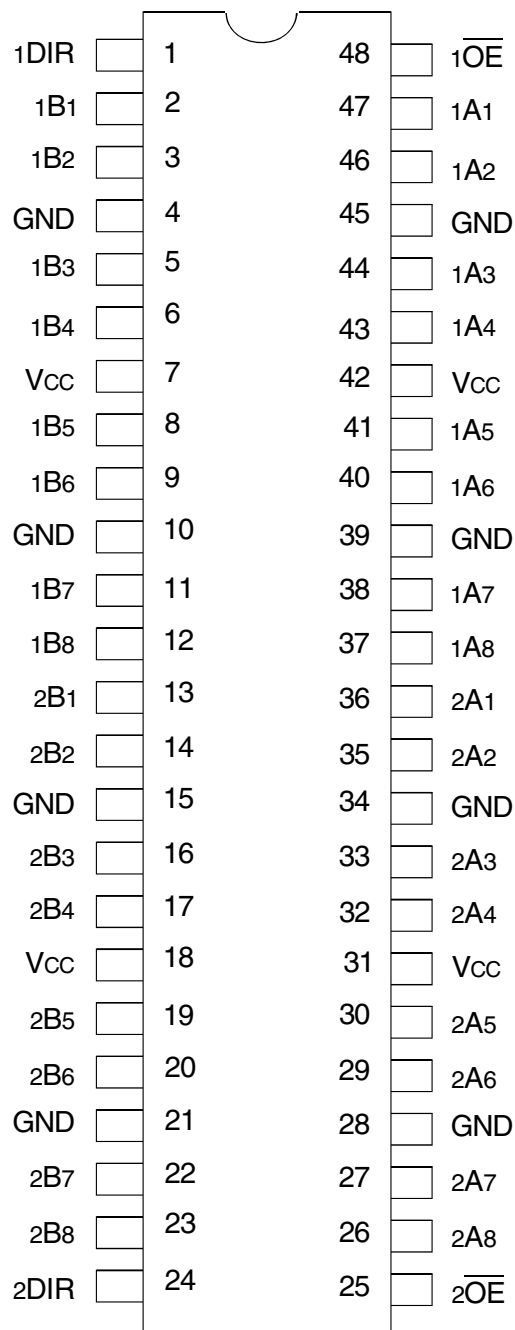 1DIR 1 48 1O̅E̅
1B1 2 47 1A1
1B2 3 46 1A2
GND 4 45 GND
1B3 5 44 1A3
1B4 6 43 1A4
VCC 7 42 VCC
1B5 8 41 1A5
1B6 9 40 1A6
GND 10 39 GND
1B7 11 38 1A7
1B8 12 37 1A8
2B1 13 36 2A1
2B2 14 35 2A2
GND 15 34 GND
2B3 16 33 2A3
2B4 17 32 2A4
VCC 18 31 VCC
2B5 19 30 2A5
2B6 20 29 2A6
GND 21 28 GND
2B7 22 27 2A7
2B8 23 26 2A8
2DIR 24 25 2O̅E̅